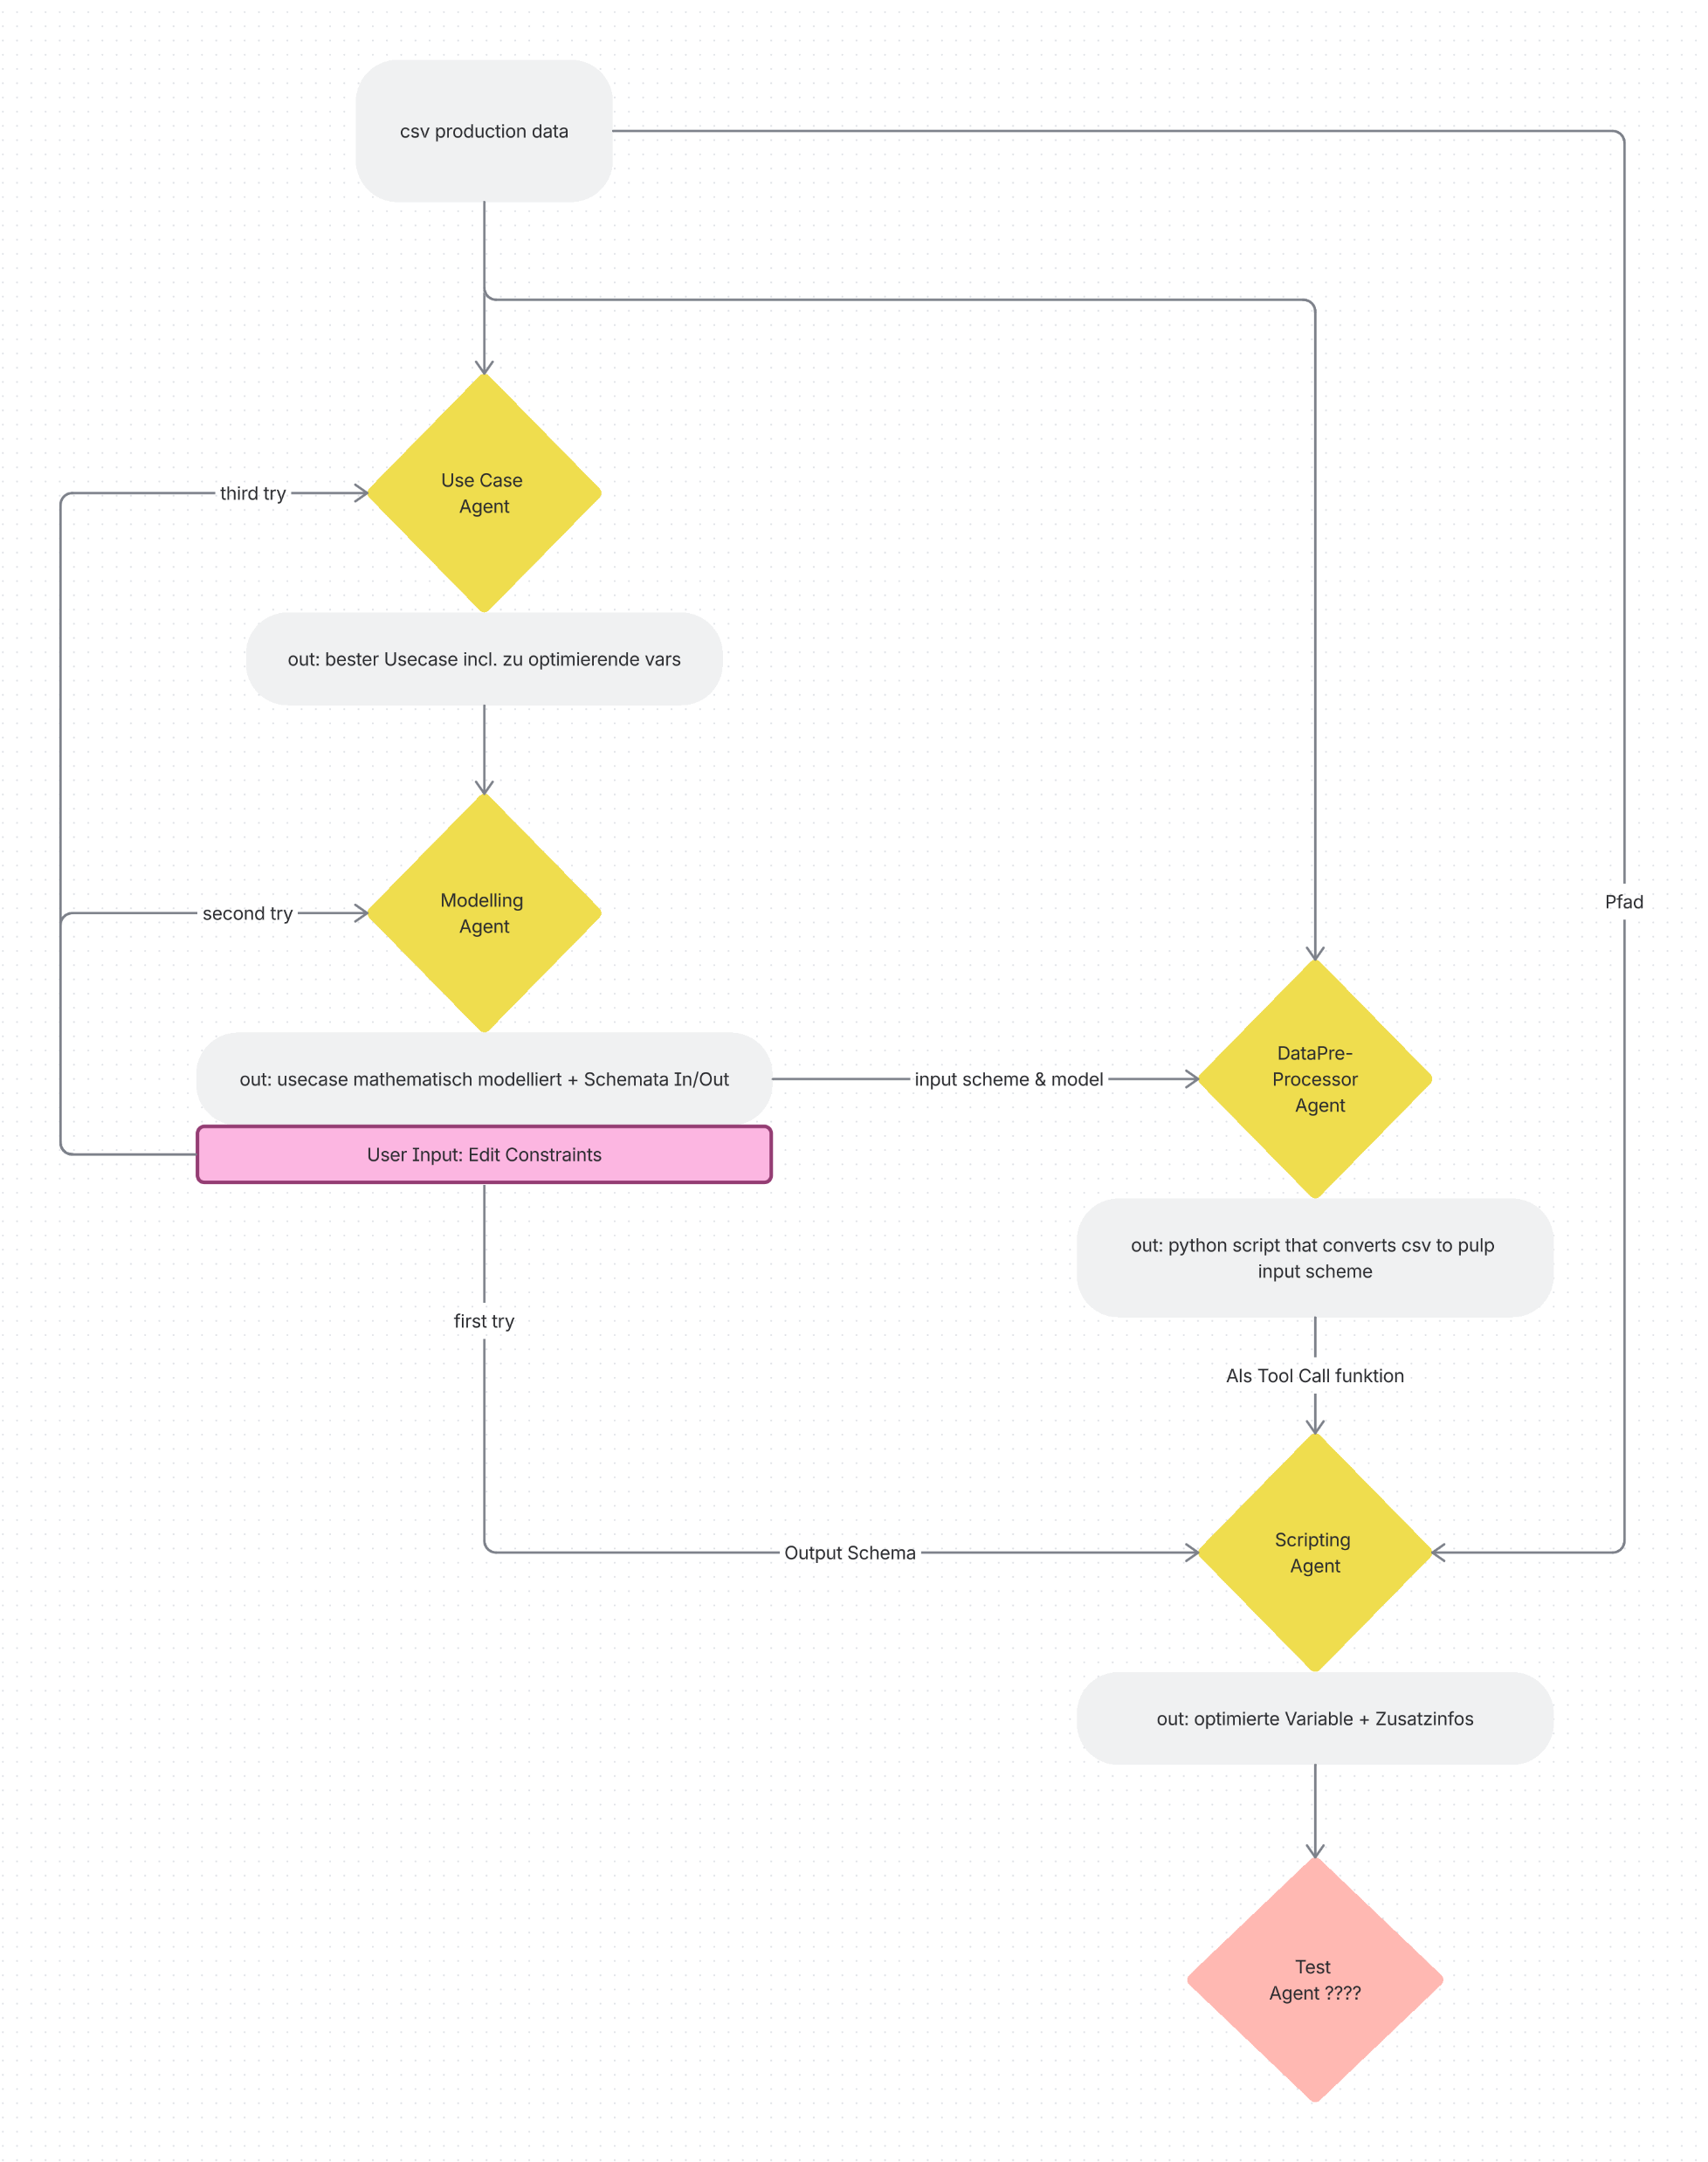 csv production data
Use Case
Agent
third try
out: bester Usecase incl. zu optimierende vars
Modelling
Agent
second try
Pfad
DataPre-
Processor
Agent
out: usecase mathematisch modelliert + Schemata In/Out
input scheme & model
User Input: Edit Constraints
out: python script that converts csv to pulp
input scheme
first try
Als Tool Call funktion
Scripting
Agent
Output Schema
out: optimierte Variable + Zusatzinfos
Test
Agent ????